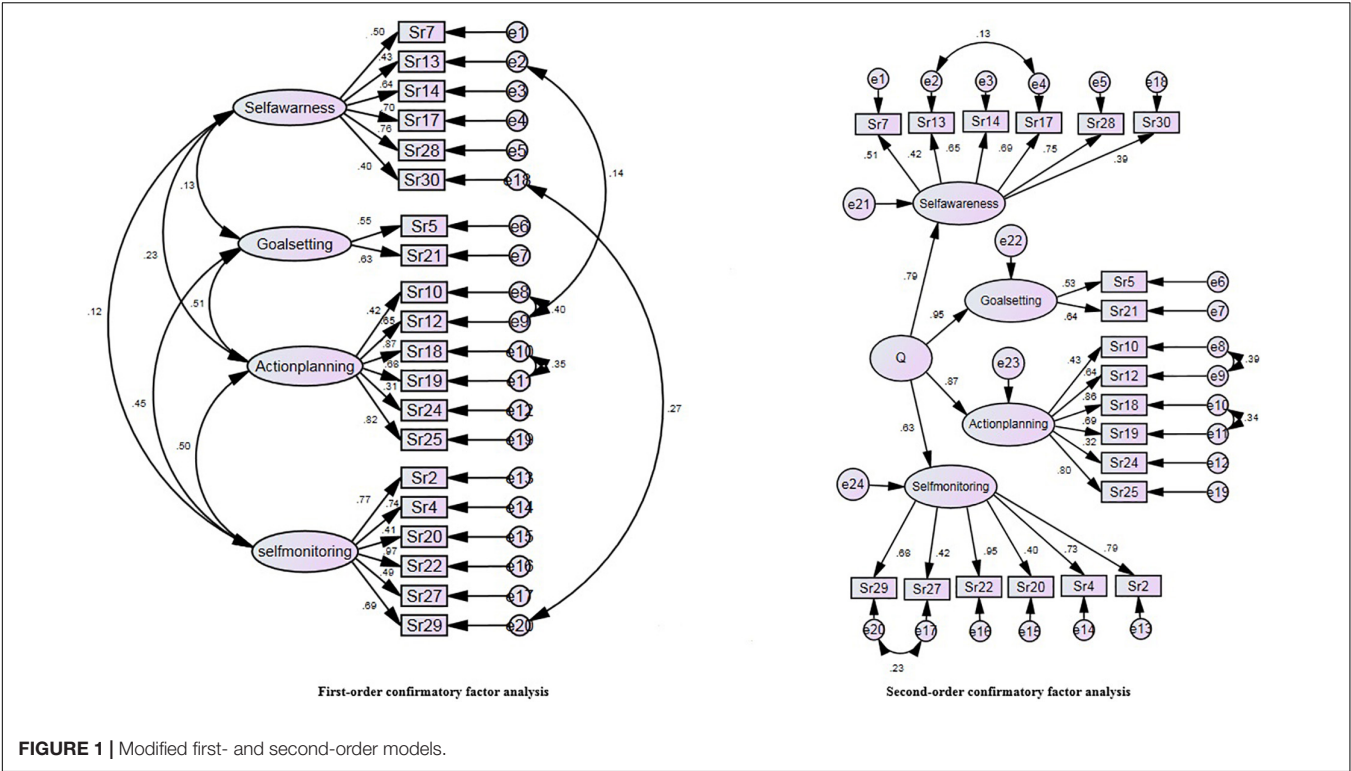 .50
Sr7
e1
.43
Sr13
e2
.64
Sr14
e3
Selfawarness
.70
Sr17
e4
.76
Sr28
e5
.40
Sr30
e18
.14
.13
.55
Sr5
e6
Goalsetting
.63
Sr21
e7
.23
.51
.42
Sr10
e8
.40
.65
Sr12
e9
.12
.87
Sr18
e10
.35
Actionplanning
.68
Sr19
e11
.31
Sr24
e12
.82
Sr25
e19
.27
.45
.50
.77
Sr2
e13
.74
Sr4
e14
.41
Sr20
e15
selfmonitoring
.97
Sr22
e16
.49
Sr27
e17
.69
Sr29
e20
First-order confirmatory factor analysis
.13
e1 e2 e3 e4 e5 e18
Sr7 Sr13 Sr14 Sr17 Sr28 Sr30
.51 .42 .65 .69 .75 .39
e21 Selfawareness
e22
.79
Goalsetting
.53
Sr5
e6
.64
Sr21
e7
.95
Q
e23
.43
Sr10
e8
.39
.64
Sr12
e9
.87
.86
Sr18
e10
.34
Actionplanning
.69
Sr19
e11
.32
Sr24
e12
.80
Sr25
e19
.63
e24 Selfmonitoring
.68 .42 .95 .40 .73 .79
Sr29 Sr27 Sr22 Sr20 Sr4 Sr2
e20 e17 e16 e15 e14 e13
.23
Second-order confirmatory factor analysis
FIGURE 1 | Modified first- and second-order models.